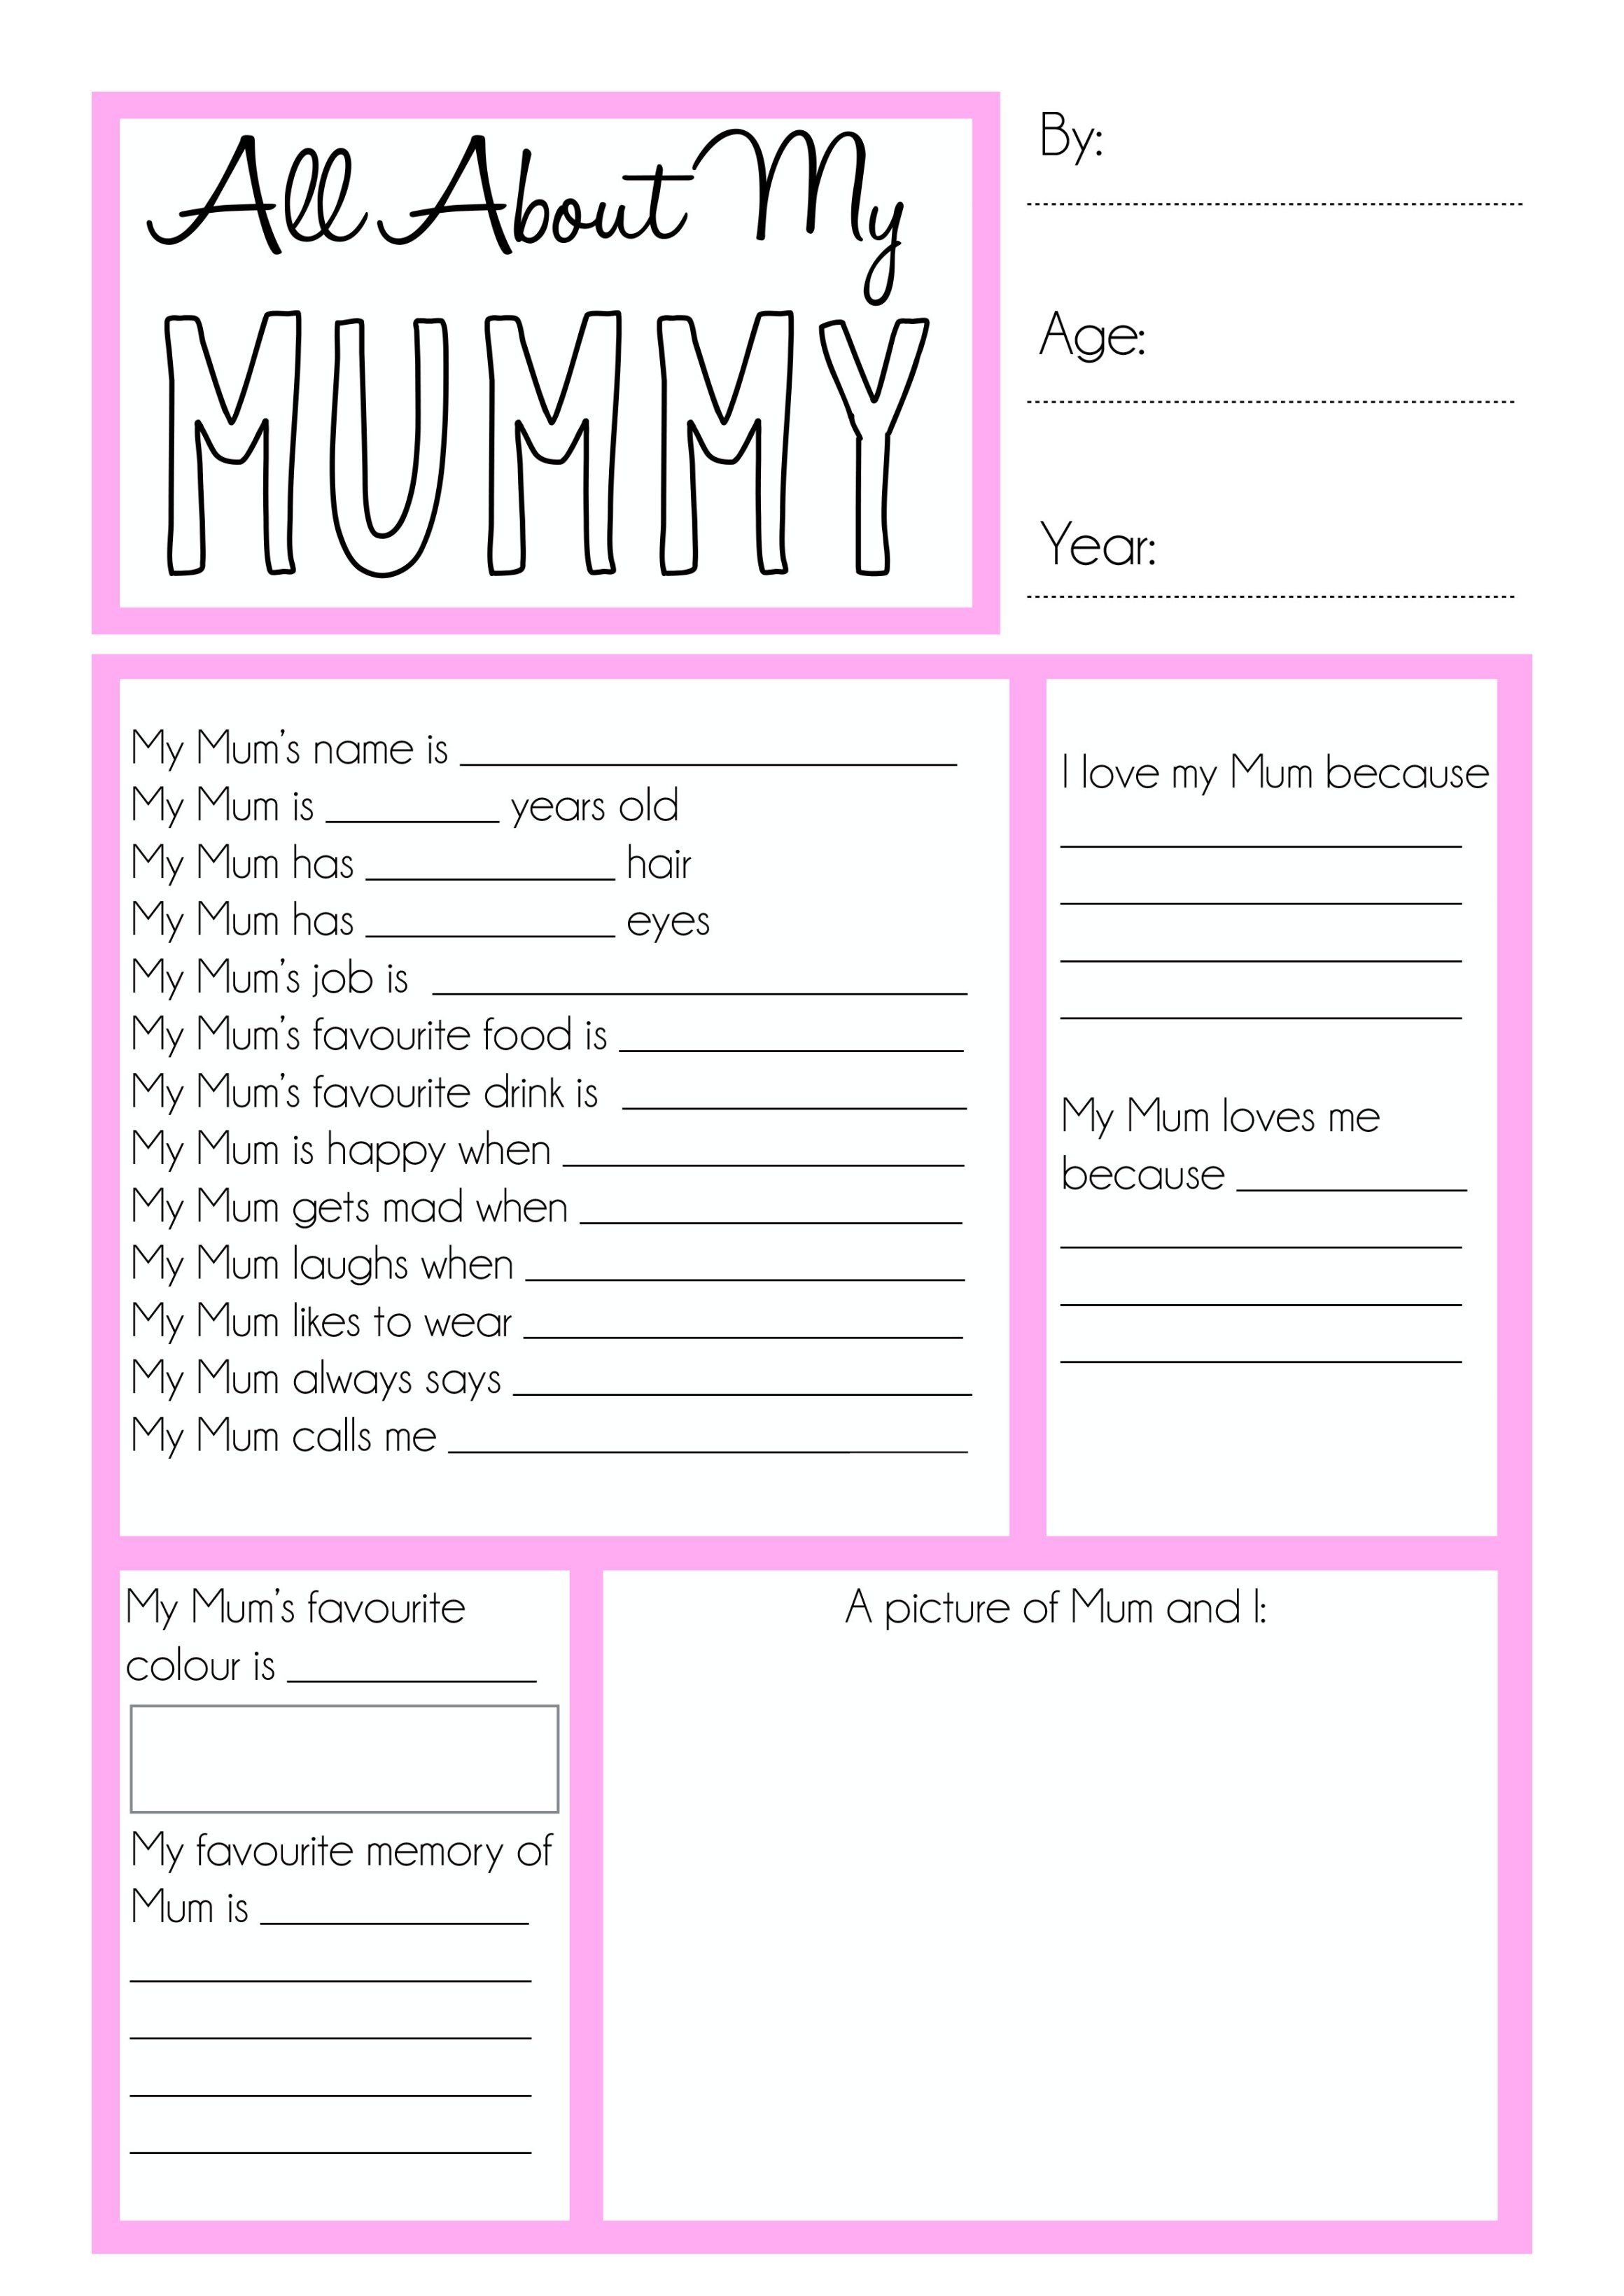 All About My
MUMMY
By:
Age:
Year:
My Mum's name is
My Mum is years old
My Mum has hair
My Mum has eyes
My Mum's job is
My Mum's favourite food is
My Mum's favourite drink is
My Mum is happy when
My Mum gets mad when
My Mum laughs when
My Mum likes to wear
My Mum always says
My Mum calls me
I love my Mum because
My Mum loves me
because
My Mum's favourite
colour is
My favourite memory of
Mum is
A picture of Mum and I: